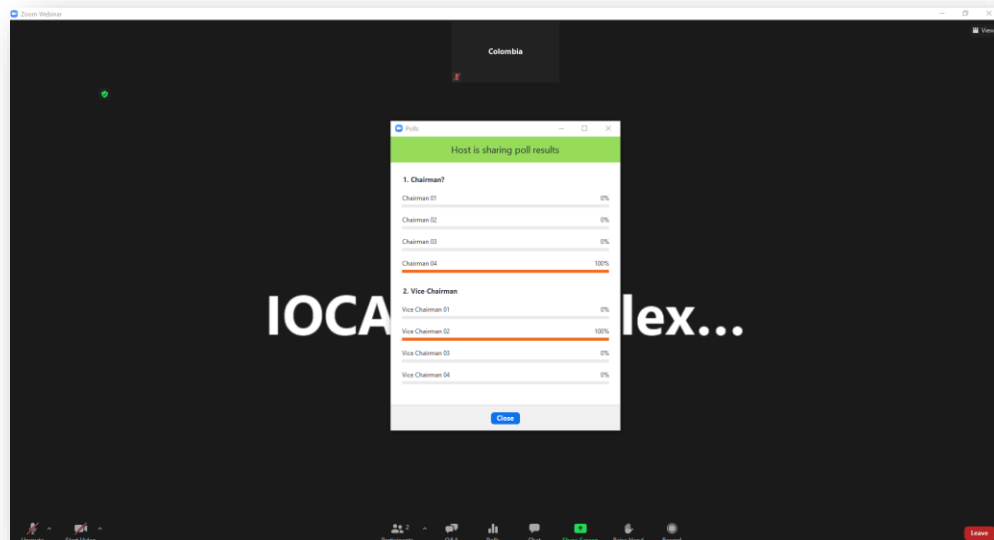 Zoom Webinar
View
Colombia
Polls
Host is sharing poll results
1. Chairman?
Chairman 01 0%
Chairman 02 0%
Chairman 03 0%
Chairman 04 100%
2. Vice-Chairman
Vice Chairman 01 0%
Vice Chairman 02 100%
Vice Chairman 03 0%
Vice Chairman 04 0%
IOCA lex...
Close
2
Leave